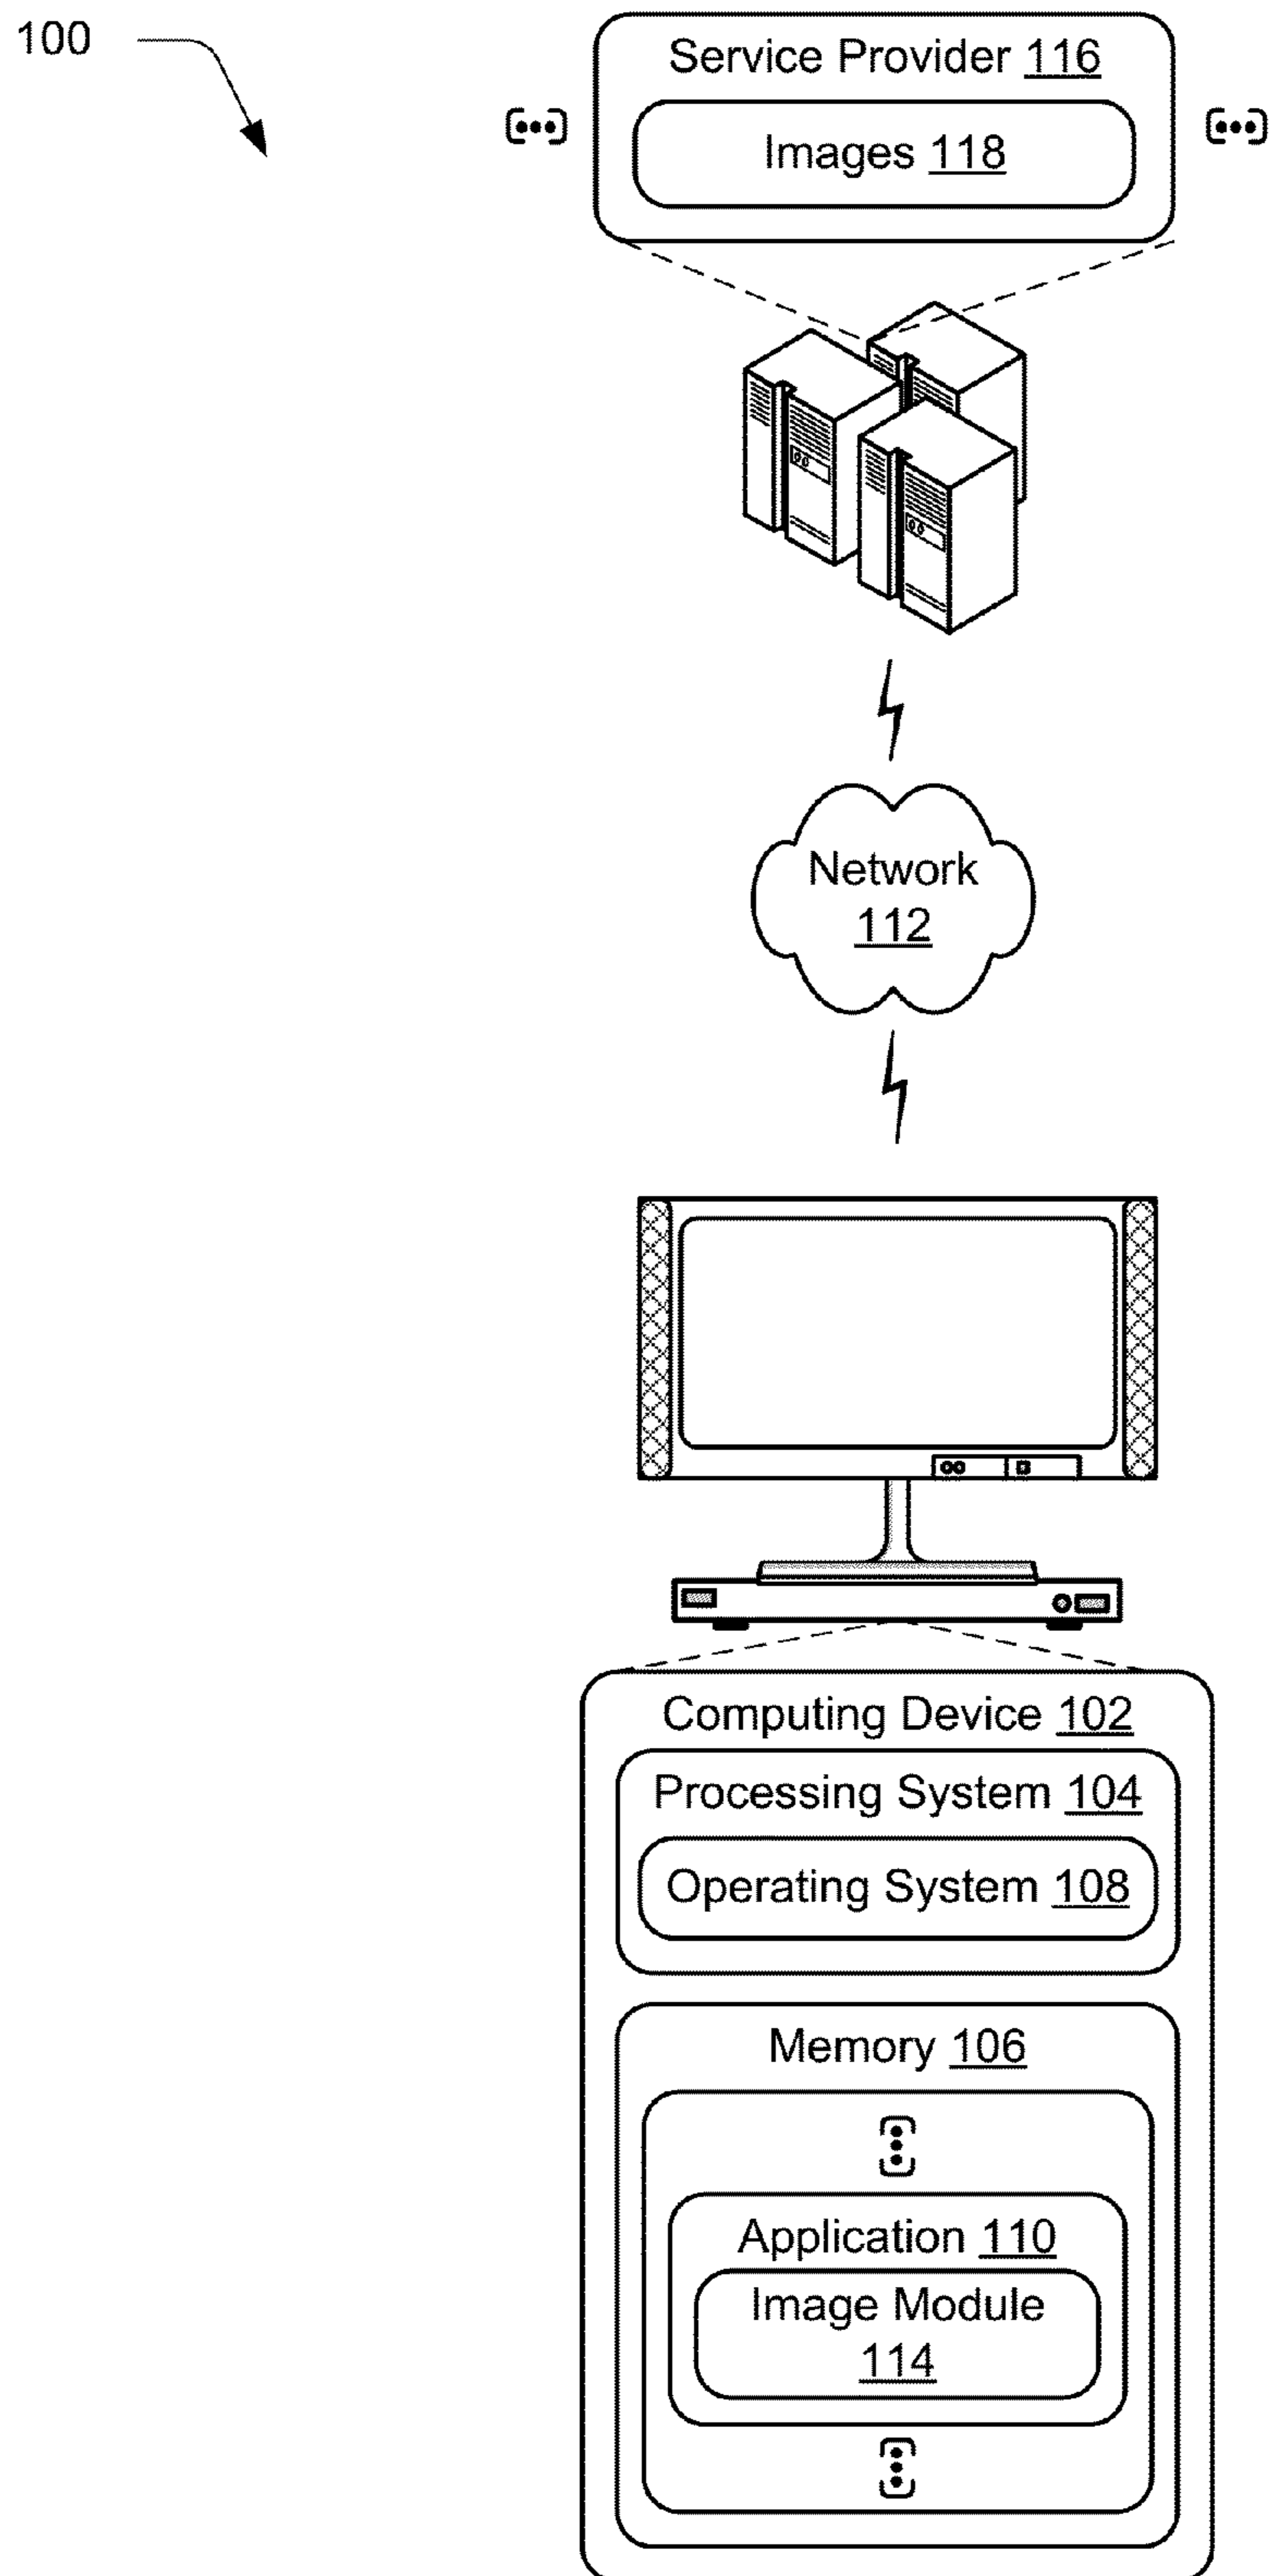 100
Service Provider 116
Images 118
Network
112
Computing Device 102
Processing System 104
Operating System 108
Memory 106
Application 110
Image Module
114